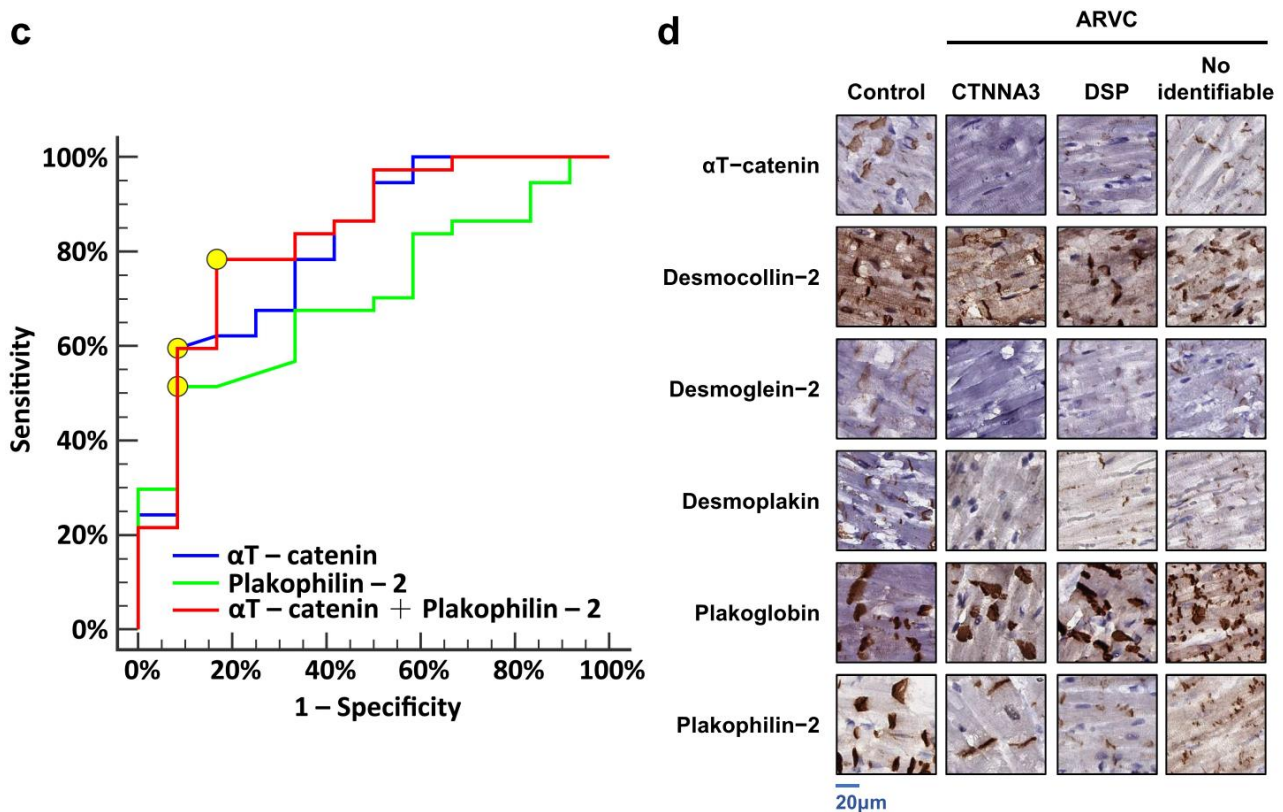 c
100%
80%
60%
40%
20%
0%
Sensitivity
αT – catenin
Plakophilin – 2
αT – catenin + Plakophilin – 2
0% 20% 40% 60% 80% 100%
1 – Specificity
d
ARVC
Control CTNNA3 DSP No identifiable
αT−catenin
Desmocollin−2
Desmoglein−2
Desmoplakin
Plakoglobin
Plakophilin−2
20μm